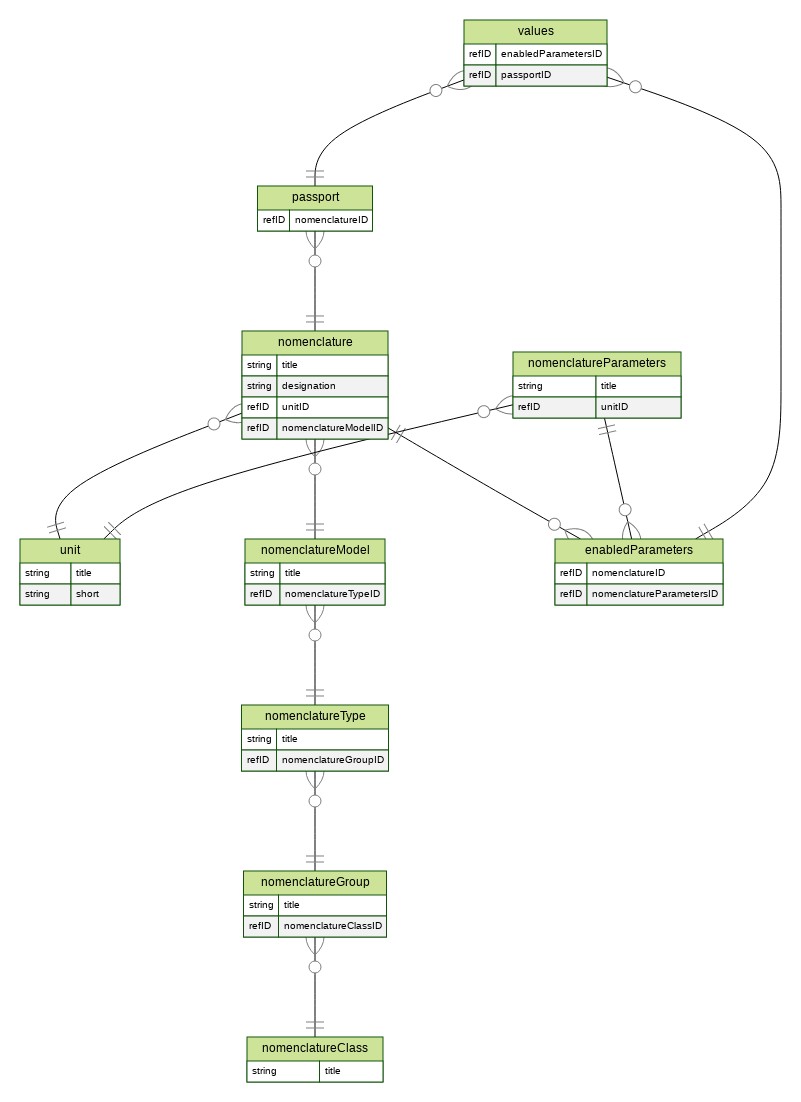 values
refID enabledParametersID
refID passportID
passport
refID nomenclatureID
nomenclature
string title
string designation
refID unitID
refID nomenclatureModelID
nomenclatureParameters
string title
refID unitID
unit
string title
string short
nomenclatureModel
string title
refID nomenclatureTypeID
enabledParameters
refID nomenclatureID
refID nomenclatureParametersID
nomenclatureType
string title
refID nomenclatureGroupID
nomenclatureGroup
string title
refID nomenclatureClassID
nomenclatureClass
string title